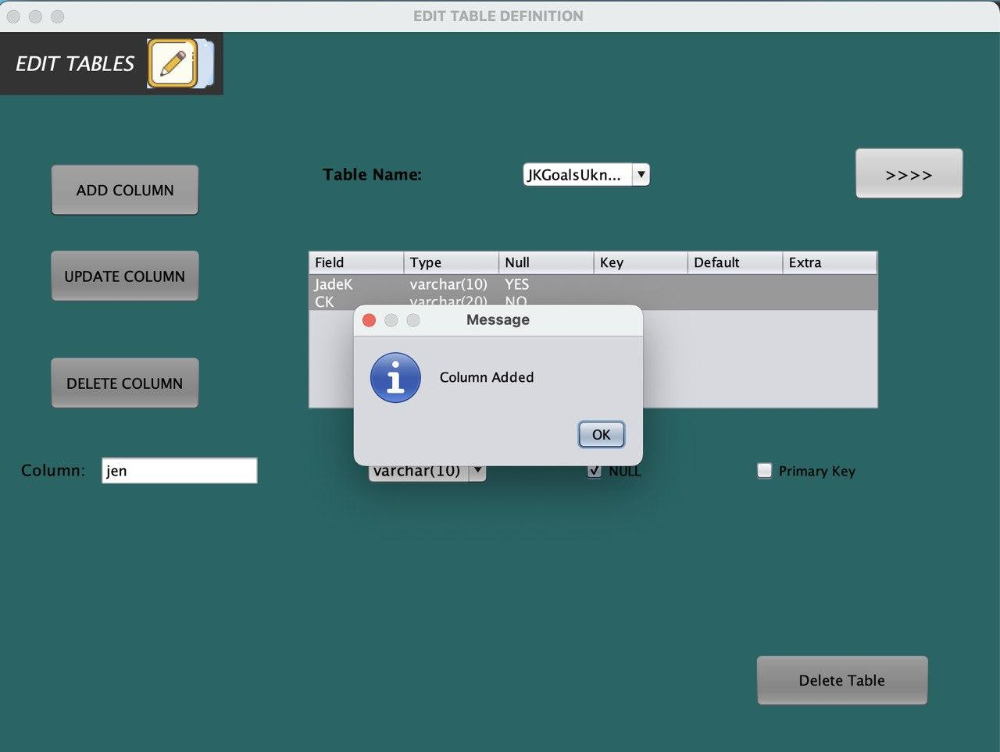 EDIT TABLE DEFINITION
EDIT TABLES
ADD COLUMN
Table Name:
JKGoalsUkn...
>>>>
UPDATE COLUMN
Field Type Null Key Default Extra
JadeK varchar(10) YES
CK varchar(20) NO
Message
Column Added
OK
DELETE COLUMN
Column: jen varchar(10) NULL Primary Key
Delete Table